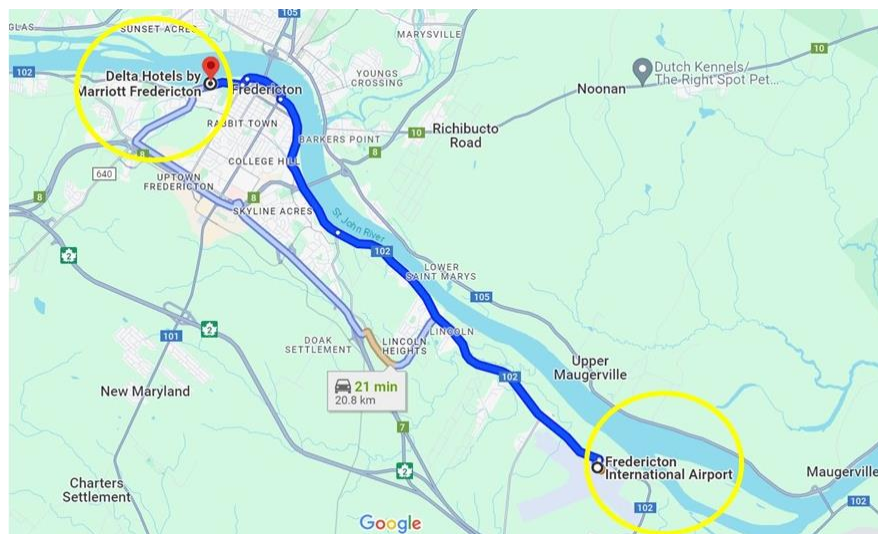 GLAS
SUNSET ACRES
105
MARYSVILLE
10
102
Delta Hotels by
Marriott Fredericton
Fredericton
YOUNGS
CROSSING
Dutch Kennels/
The Right Spot Pet...
Noonan
RABBIT TOWN
BARKERS POINT
10
Richibucto
Road
8
8
COLLEGE HILL
640
UPTOWN
FREDERICTON
8
8
SKYLINE ACRES
St John River
2
102
LOWER
SAINT MARYS
105
101
2
DOAK
SETTLEMENT
LINCOLN
HEIGHTS
LINCOLN
21 min
20.8 km
102
Upper
Maugerville
New Maryland
7
2
Fredericton
International Airport
Maugerville
Charters
Settlement
102
102
Google